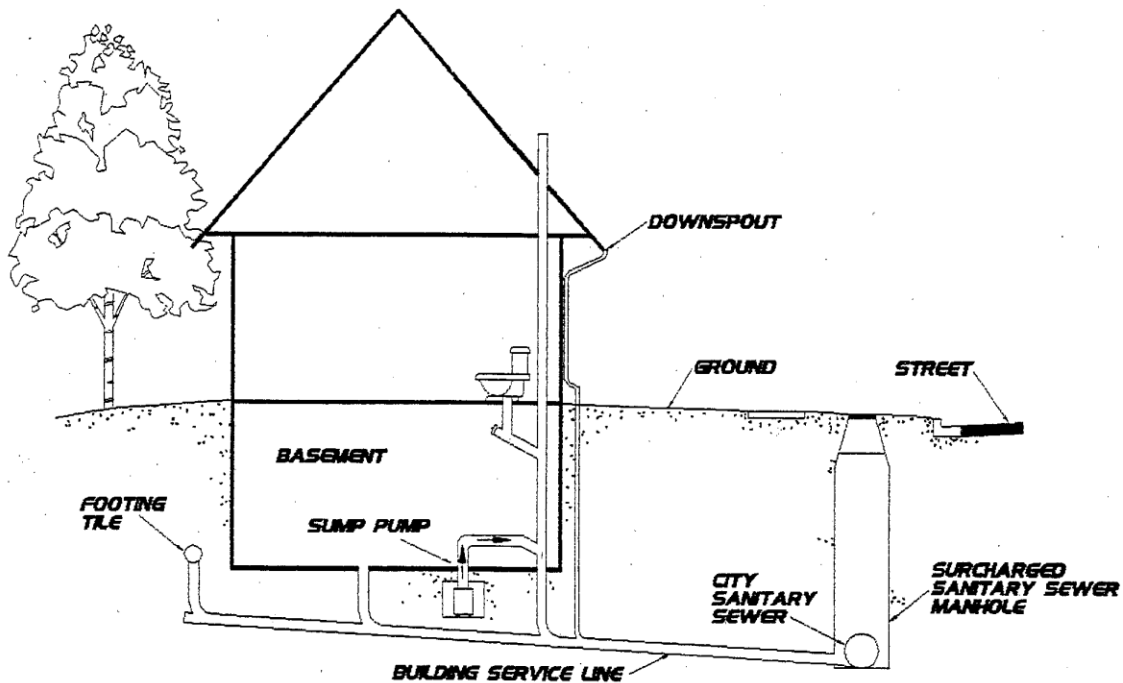 DOWNSPOUT
GROUND
STREET
BASEMENT
FOOTING
TILE
SUMP PUMP
CITY
SANITARY
SEWER
SURCHARGED
SANITARY SEWER
MANHOLE
BUILDING SERVICE LINE